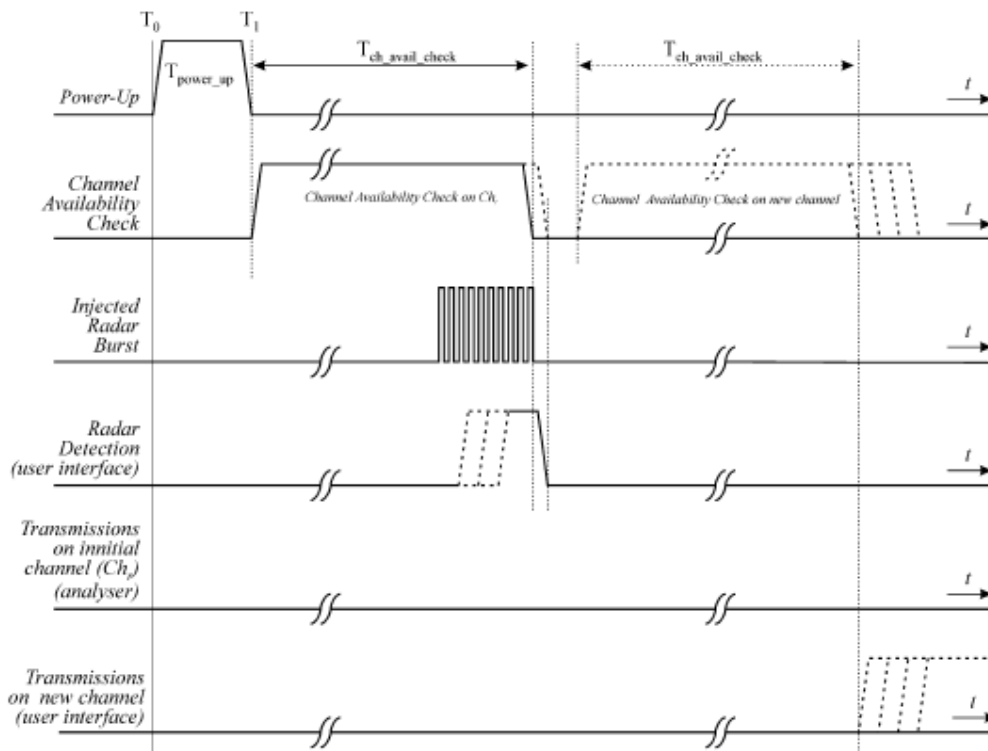 T0 T1
Tpower_up
Tch_avail_check
Tch_avail_check
Power-Up
t
Channel
Availability
Check
Channel Availability Check on Chr
Channel Availability Check on new channel
t
Injected
Radar
Burst
t
Radar
Detection
(user interface)
t
Transmissions
on innitial
channel (Chr)
(analyser)
t
Transmissions
on new channel
(user interface)
t